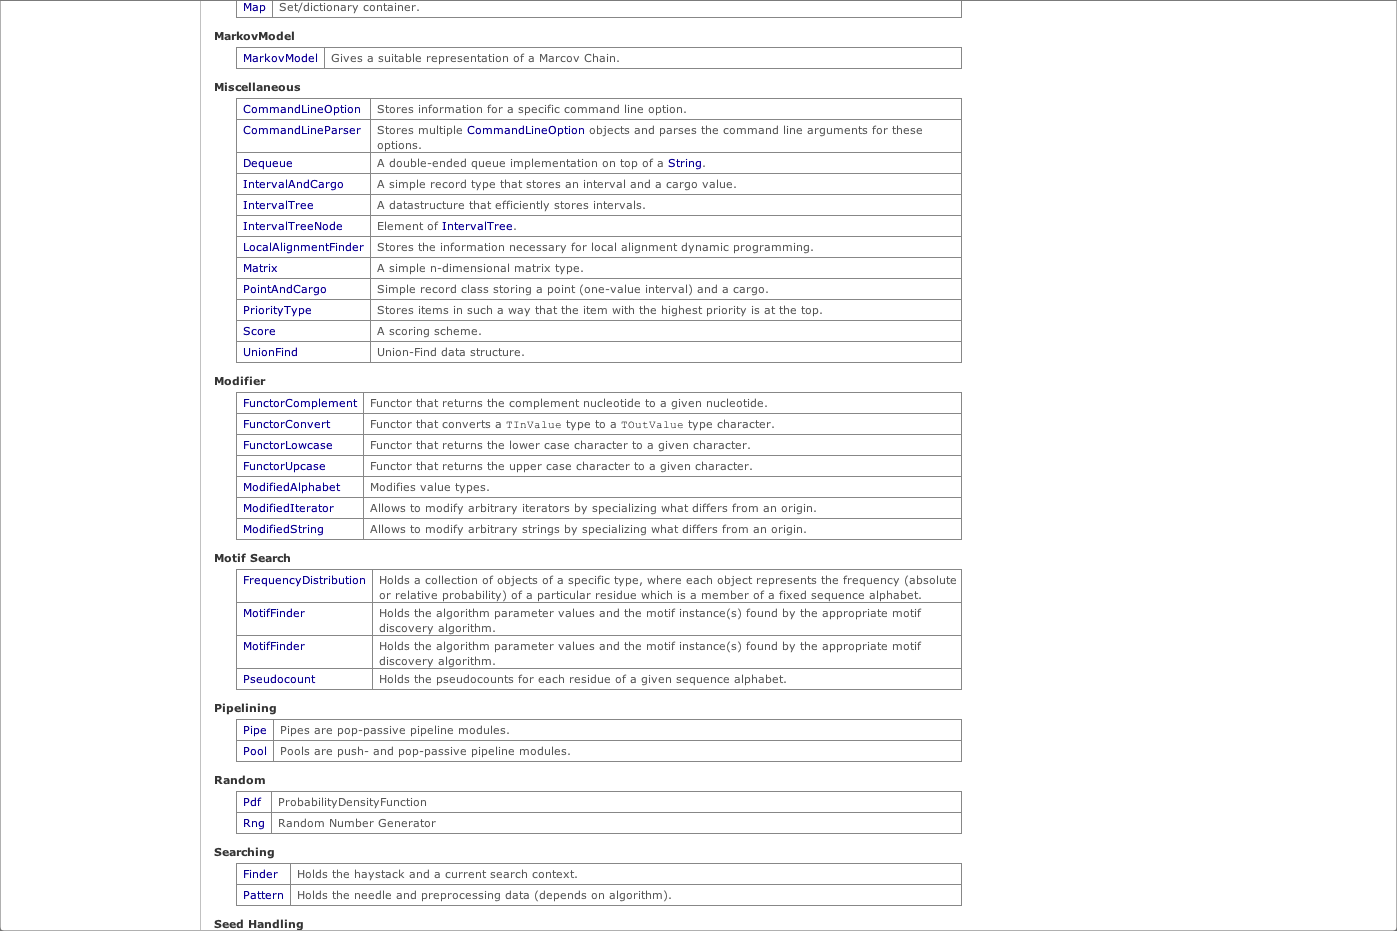 Map Set/dictionary container.
MarkovModel
MarkovModel Gives a suitable representation of a Marcov Chain.
Miscellaneous
CommandLineOption Stores information for a specific command line option.
CommandLineParser Stores multiple CommandLineOption objects and parses the command line arguments for these
options.
Dequeue A double-ended queue implementation on top of a String.
IntervalAndCargo A simple record type that stores an interval and a cargo value.
IntervalTree A datastructure that efficiently stores intervals.
IntervalTreeNode Element of IntervalTree.
LocalAlignmentFinder Stores the information necessary for local alignment dynamic programming.
Matrix A simple n-dimensional matrix type.
PointAndCargo Simple record class storing a point (one-value interval) and a cargo.
PriorityType Stores items in such a way that the item with the highest priority is at the top.
Score A scoring scheme.
UnionFind Union-Find data structure.
Modifier
FunctorComplement Functor that returns the complement nucleotide to a given nucleotide.
FunctorConvert Functor that converts a TInValue type to a TOutValue type character.
FunctorLowcase Functor that returns the lower case character to a given character.
FunctorUpcase Functor that returns the upper case character to a given character.
ModifiedAlphabet Modifies value types.
ModifiedIterator Allows to modify arbitrary iterators by specializing what differs from an origin.
ModifiedString Allows to modify arbitrary strings by specializing what differs from an origin.
Motif Search
FrequencyDistribution Holds a collection of objects of a specific type, where each object represents the frequency (absolute
or relative probability) of a particular residue which is a member of a fixed sequence alphabet.
MotifFinder Holds the algorithm parameter values and the motif instance(s) found by the appropriate motif
discovery algorithm.
MotifFinder Holds the algorithm parameter values and the motif instance(s) found by the appropriate motif
discovery algorithm.
Pseudocount Holds the pseudocounts for each residue of a given sequence alphabet.
Pipelining
Pipe Pipes are pop-passive pipeline modules.
Pool Pools are push- and pop-passive pipeline modules.
Random
Pdf ProbabilityDensityFunction
Rng Random Number Generator
Searching
Finder Holds the haystack and a current search context.
Pattern Holds the needle and preprocessing data (depends on algorithm).
Seed Handling